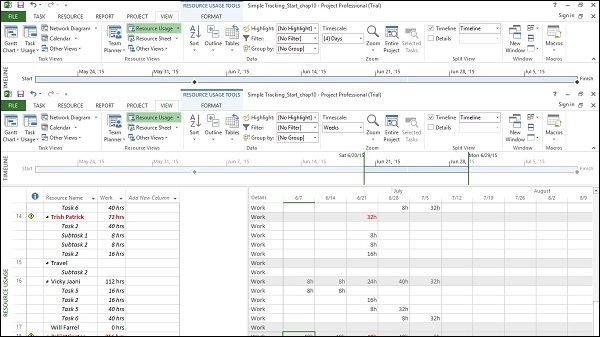 RESOURCE USAGE TOOLS Simple Tracking_Start_chap10 - Project Professional (Trial)
FILE TASK RESOURCE REPORT PROJECT VIEW FORMAT Sign in
Gantt Chart Task Usage Network Diagram Calendar Other Views Team Planner Resource Usage Resource Sheet Other Views Sort Outline Tables Highlight: [No Highlight] Filter: [No Filter] Group by: [No Group] Timescale: [4] Days Zoom Entire Project Selected Tasks Timeline Timeline Details New Window Macros
Task Views Resource Views Data Zoom Split View Window Macros
TIMELINE
May 24, '15 May 31, '15 Jun 7, '15 Jun 14, '15 Jun 21, '15 Jun 28, '15
Start Finish
RESOURCE USAGE TOOLS Simple Tracking_Start_chap10 - Project Professional (Trial)
FILE TASK RESOURCE REPORT PROJECT VIEW FORMAT Sign in
Gantt Chart Task Usage Network Diagram Calendar Other Views Team Planner Resource Usage Resource Sheet Other Views Sort Outline Tables Highlight: [No Highlight] Filter: [No Filter] Group by: [No Group] Timescale: Weeks Zoom Entire Project Selected Tasks Timeline Timeline Details New Window Macros
Task Views Resource Views Data Zoom Split View Window Macros
Sat 6/20/15 Mon 6/29/15
TIMELINE
May 24, '15 May 31, '15 Jun 7, '15 Jun 14, '15 Jun 21, '15 Jun 28, '15
Start Finish
RESOURCE USAGE
Resource Name Work Add New Column Details July August
6/7 6/14 6/21 6/28 7/5 7/12 7/19 7/26 8/2 8/9
Task 6 40 hrs Work 8h 32h
14 Trish Patrick 72 hrs Work 32h
Task 2 40 hrs Work
Subtask 1 8 hrs Work 8h
Subtask 2 8 hrs Work 8h
Task 2 16 hrs Work 16h
15 Travel Work
Subtask 2 Work
16 Vicky Jaani 112 hrs Work 8h 8h 24h 40h 32h
Task 5 16 hrs Work 8h 8h
Task 2 16 hrs Work 16h
Task 5 40 hrs Work 8h 32h
Task 6 40 hrs Work 8h 32h
17 Will Farrel 0 hrs Work